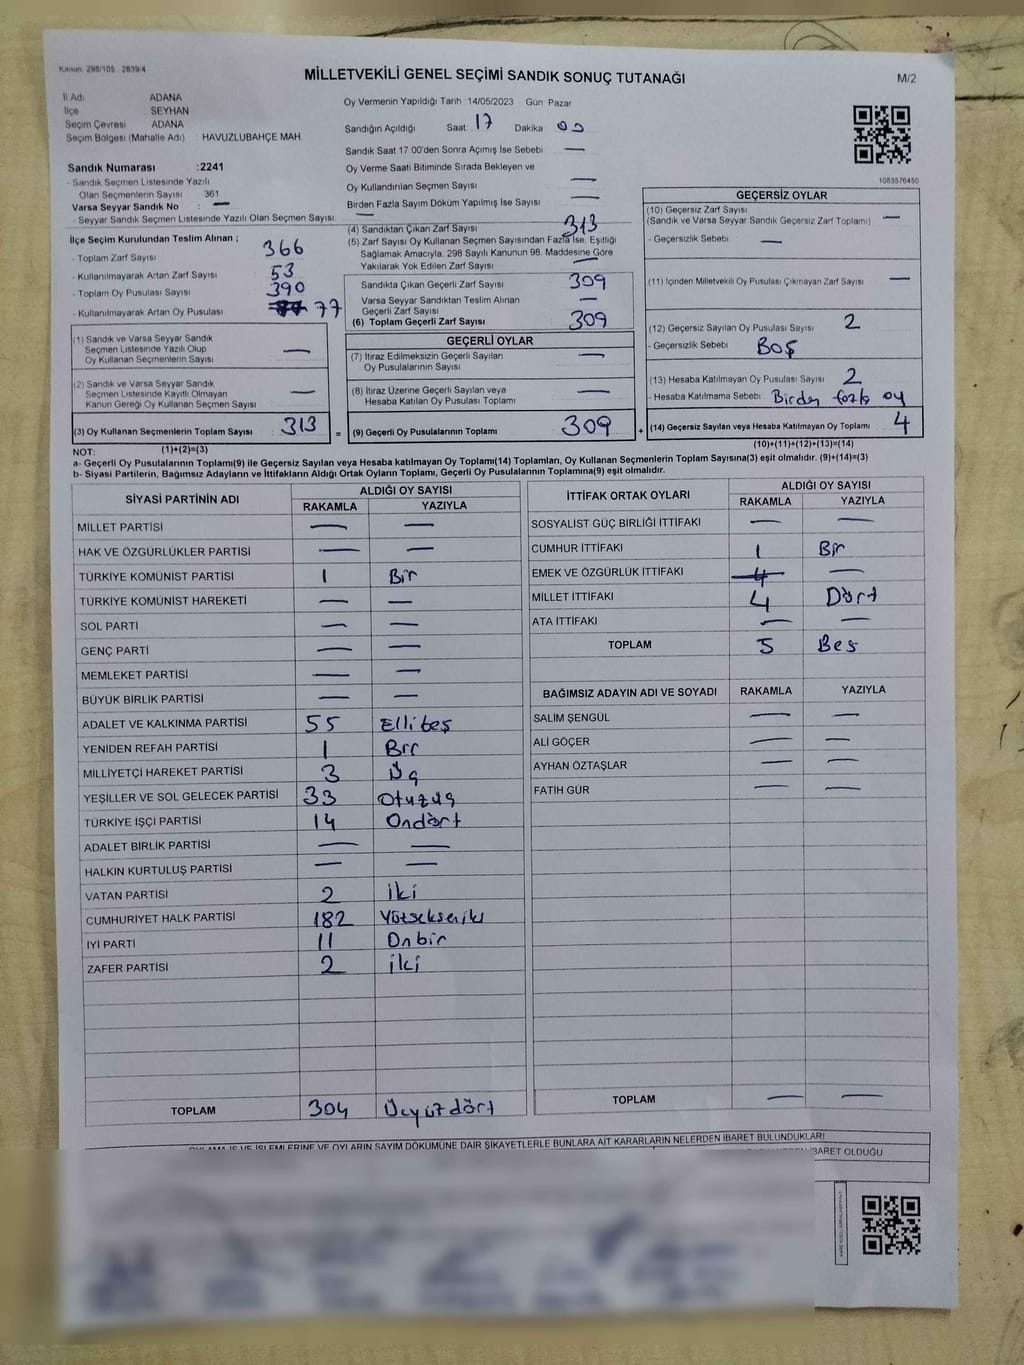 Kanun 298/105 2839/4
MİLLETVEKİLİ GENEL SEÇİMİ SANDIK SONUÇ TUTANAĞI
M/2
İl Adı ADANA
İlçe SEYHAN
Seçim Çevresi ADANA
Seçim Bölgesi (Mahalle Adı) HAVUZLUBAHÇE MAH
Oy Vermenin Yapıldığı Tarih 14/05/2023 Gün Pazar
Sandığın Açıldığı Saat 17 Dakika 00
Sandık Saat 17:00'den Sonra Açımış İse Sebebi —
Oy Verme Saati Bitiminde Sırada Bekleyen ve
Oy Kullandırılan Seçmen Sayısı —
Birden Fazla Sayım Döküm Yapılmış İse Sayısı —
Sandık Numarası :2241
- Sandık Seçmen Listesinde Yazılı
Olan Seçmenlerin Sayısı 361
Varsa Seyyar Sandık No : —
- Seyyar Sandık Seçmen Listesinde Yazılı Olan Seçmen Sayısı: —
İlçe Seçim Kurulundan Teslim Alınan ;
- Toplam Zarf Sayısı 366
- Kullanılmayarak Artan Zarf Sayısı 53
- Toplam Oy Pusulası Sayısı 390
- Kullanılmayarak Artan Oy Pusulası 77
(4) Sandıktan Çıkan Zarf Sayısı 313
(5) Zarf Sayısı Oy Kullanan Seçmen Sayısından Fazla İse, Eşitliği
Sağlamak Amacıyla, 298 Sayılı Kanunun 98. Maddesine Göre
Yakılarak Yok Edilen Zarf Sayısı —
Sandıkta Çıkan Geçerli Zarf Sayısı 309
Varsa Seyyar Sandıktan Teslim Alınan
Geçerli Zarf Sayısı —
(6) Toplam Geçerli Zarf Sayısı 309
1083576450
GEÇERSİZ OYLAR
(10) Geçersiz Zarf Sayısı
(Sandık ve Varsa Seyyar Sandık Geçersiz Zarf Toplamı) —
- Geçersizlik Sebebi —
(11) İçinden Milletvekili Oy Pusulası Çıkmayan Zarf Sayısı —
(12) Geçersiz Sayılan Oy Pusulası Sayısı 2
- Geçersizlik Sebebi Boş
(13) Hesaba Katılmayan Oy Pusulası Sayısı 2
- Hesaba Katılmama Sebebi Birden fazla oy
(14) Geçersiz Sayılan veya Hesaba Katılmayan Oy Toplamı 4
(10)+(11)+(12)+(13)=(14)
(1) Sandık ve Varsa Seyyar Sandık
Seçmen Listesinde Yazılı Olup
Oy Kullanan Seçmenlerin Sayısı —
(2) Sandık ve Varsa Seyyar Sandık
Seçmen Listesinde Kayıtlı Olmayan
Kanun Gereği Oy Kullanan Seçmen Sayısı —
(3) Oy Kullanan Seçmenlerin Toplam Sayısı 313 =
(1)+(2)=(3)
GEÇERLİ OYLAR
(7) İtiraz Edilmeksizin Geçerli Sayılan
Oy Pusulalarının Sayısı —
(8) İtiraz Üzerine Geçerli Sayılan veya
Hesaba Katılan Oy Pusulası Toplamı —
(9) Geçerli Oy Pusulalarının Toplamı 309 +
NOT:
a- Geçerli Oy Pusulalarının Toplamı(9) ile Geçersiz Sayılan veya Hesaba katılmayan Oy Toplamı(14) Toplamları, Oy Kullanan Seçmenlerin Toplam Sayısına(3) eşit olmalıdır. (9)+(14)=(3)
b- Siyasi Partilerin, Bağımsız Adayların ve İttifakların Aldığı Ortak Oyların Toplamı, Geçerli Oy Pusulalarının Toplamına(9) eşit olmalıdır.
SİYASİ PARTİNİN ADI ALDIĞI OY SAYISI
RAKAMLA YAZIYLA
MİLLET PARTİSİ — —
HAK VE ÖZGÜRLÜKLER PARTİSİ — —
TÜRKİYE KOMÜNİST PARTİSİ 1 Bir
TÜRKİYE KOMÜNİST HAREKETİ — —
SOL PARTİ — —
GENÇ PARTİ — —
MEMLEKET PARTİSİ — —
BÜYÜK BİRLİK PARTİSİ — —
ADALET VE KALKINMA PARTİSİ 55 Ellibeş
YENİDEN REFAH PARTİSİ 1 Bir
MİLLİYETÇİ HAREKET PARTİSİ 3 Üç
YEŞİLLER VE SOL GELECEK PARTİSİ 33 Otuzüç
TÜRKİYE İŞÇİ PARTİSİ 14 Ondört
ADALET BİRLİK PARTİSİ — —
HALKIN KURTULUŞ PARTİSİ — —
VATAN PARTİSİ 2 İki
CUMHURİYET HALK PARTİSİ 182 Yüzsekseniki
İYİ PARTİ 11 Onbir
ZAFER PARTİSİ 2 İki
TOPLAM 304 Üçyüzdört
İTTİFAK ORTAK OYLARI ALDIĞI OY SAYISI
RAKAMLA YAZIYLA
SOSYALİST GÜÇ BİRLİĞİ İTTİFAKI — —
CUMHUR İTTİFAKI 1 Bir
EMEK VE ÖZGÜRLÜK İTTİFAKI 4 —
MİLLET İTTİFAKI 4 Dört
ATA İTTİFAKI — —
TOPLAM 5 Beş
BAĞIMSIZ ADAYIN ADI VE SOYADI RAKAMLA YAZIYLA
SALİM ŞENGÜL — —
ALİ GÖÇER — —
AYHAN ÖZTAŞLAR — —
FATİH GÜR — —
TOPLAM — —
OYLAMA İŞ VE İŞLEMLERİNE VE OYLARIN SAYIM DÖKÜMÜNE DAİR ŞİKAYETLERLE BUNLARA AİT KARARLARIN NELERDEN İBARET BULUNDUKLARI
İBARET OLDUĞU